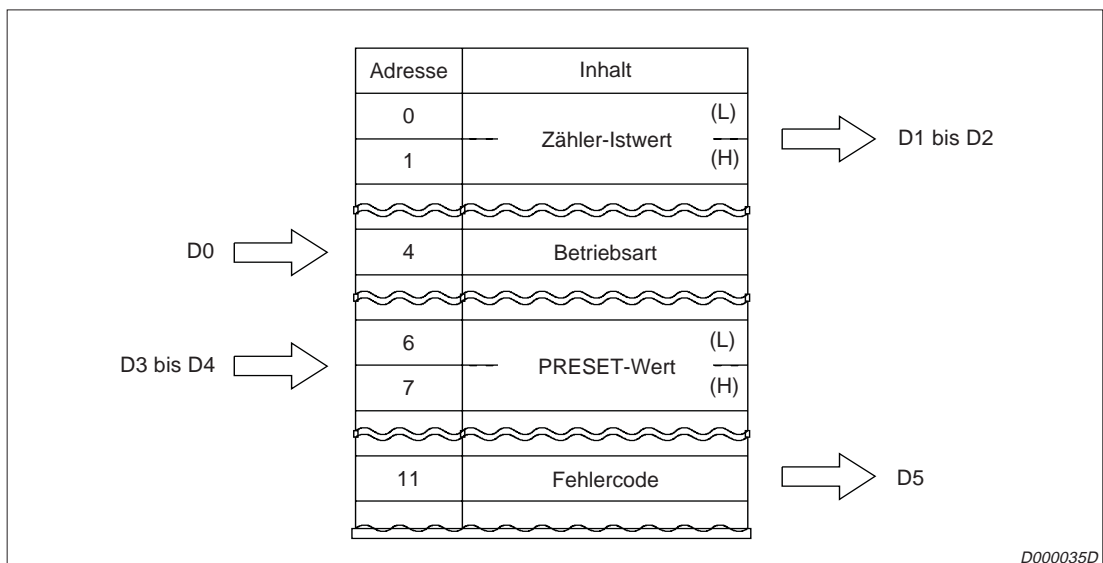 Adresse Inhalt
0 (L)
Zähler-Istwert D1 bis D2
1 (H)
D0 4 Betriebsart
6 (L)
D3 bis D4 PRESET-Wert
7 (H)
11 Fehlercode D5
D000035D